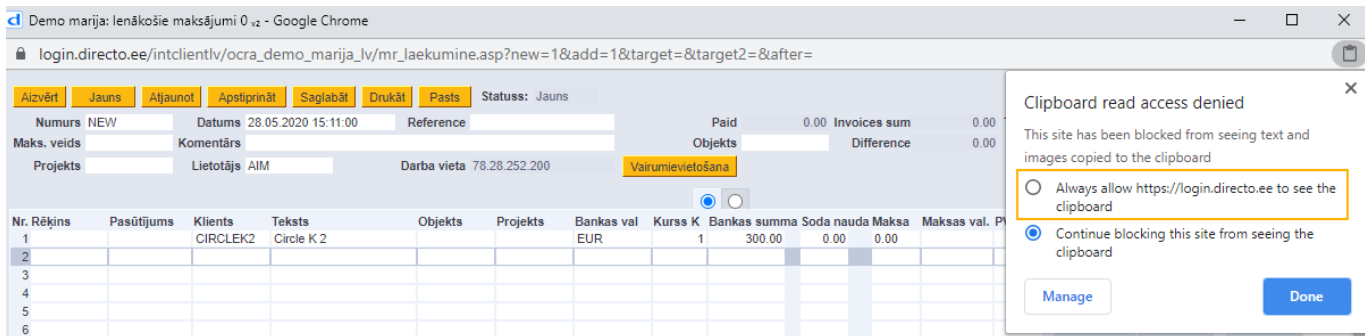 Demo marija: Ienākošie maksājumi 0 v2 - Google Chrome
login.directo.ee/intclientlv/ocra_demo_marija_lv/mr_laekumine.asp?new=1&add=1&target=&target2=&after=
Aizvērt Jauns Atjaunot Apstiprināt Saglabāt Drukāt Pasts Statuss: Jauns
Numurs NEW Datums 28.05.2020 15:11:00 Reference Paid 0.00 Invoices sum 0.00
Maks. veids Komentārs Objekts Difference 0.00
Projekts Lietotājs AIM Darba vieta 78.28.252.200 Vairumievietošana
Nr. Rēķins Pasūtījums Klients Teksts Objekts Projekts Bankas val Kurss K Bankas summa Soda nauda Maksa Maksas val.
1 CIRCLEK2 Circle K 2 EUR 1 300.00 0.00 0.00
2
3
4
5
6
Clipboard read access denied
This site has been blocked from seeing text and
images copied to the clipboard
Always allow https://login.directo.ee to see the
clipboard
Continue blocking this site from seeing the
clipboard
Manage Done